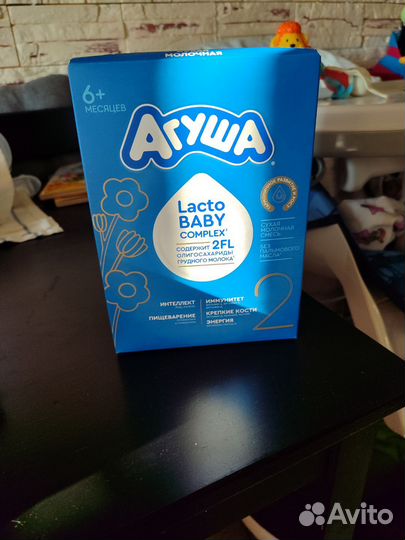 МОЛОЧНАЯ
6+
МЕСЯЦЕВ
АГУША
Lacto
BABY
COMPLEX
СОДЕРЖИТ 2FL
ОЛИГОСАХАРИДЫ
ГРУДНОГО МОЛОКА
СУХАЯ
МОЛОЧНАЯ
СМЕСЬ
БЕЗ
ПАЛЬМОВОГО
МАСЛА
ИНТЕЛЛЕКТ
ИММУНИТЕТ
ПИЩЕВАРЕНИЕ
КРЕПКИЕ КОСТИ
ЭНЕРГИЯ
2
Avito